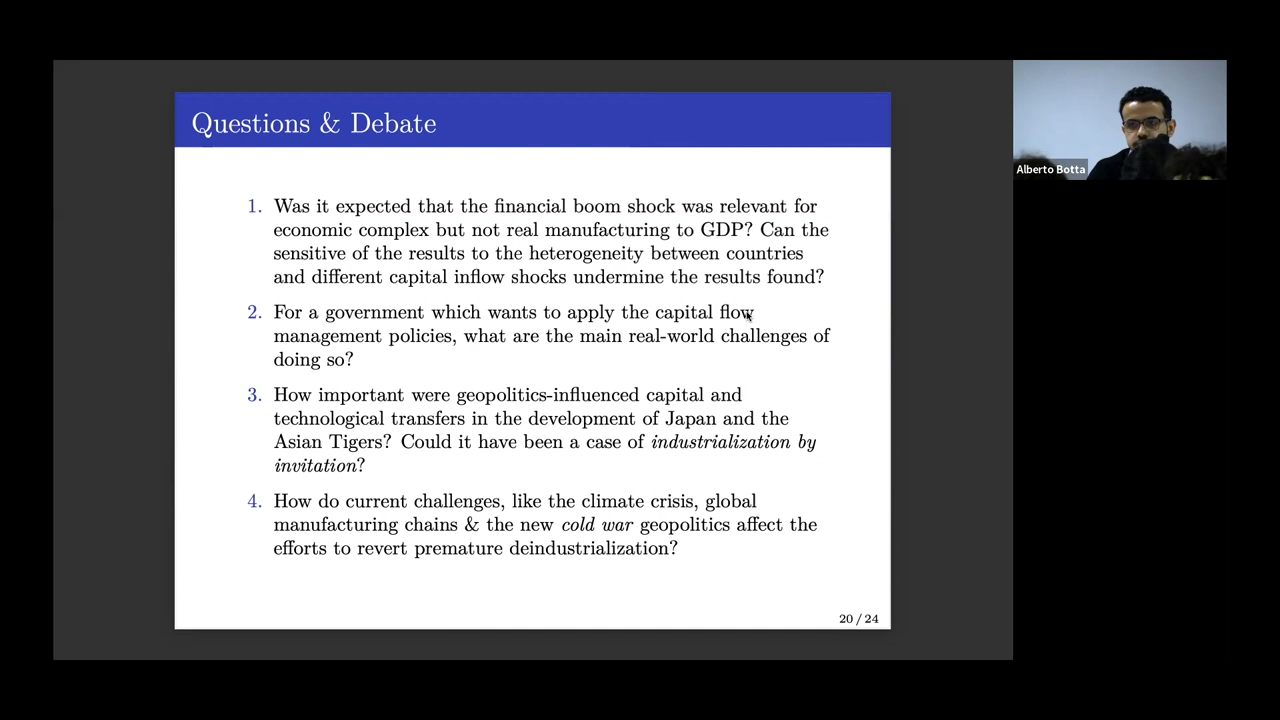 Questions & Debate
1. Was it expected that the financial boom shock was relevant for
economic complex but not real manufacturing to GDP? Can the
sensitive of the results to the heterogeneity between countries
and different capital inflow shocks undermine the results found?
2. For a government which wants to apply the capital flow
management policies, what are the main real-world challenges of
doing so?
3. How important were geopolitics-influenced capital and
technological transfers in the development of Japan and the
Asian Tigers? Could it have been a case of industrialization by
invitation?
4. How do current challenges, like the climate crisis, global
manufacturing chains & the new cold war geopolitics affect the
efforts to revert premature deindustrialization?
20 / 24
Alberto Botta